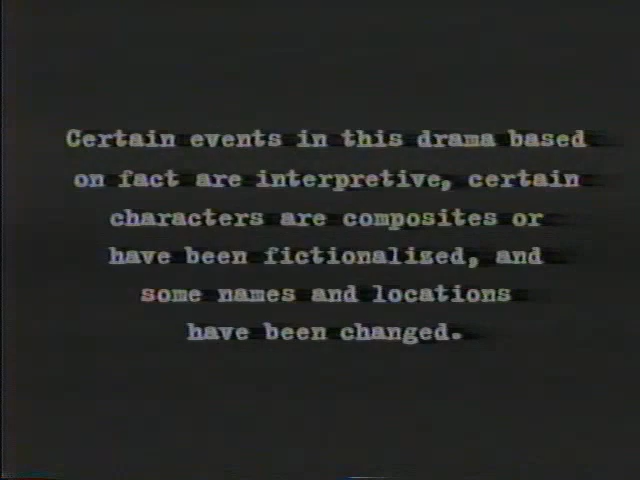 Certain events in this drama based
on fact are interpretive, certain
characters are composites or
have been fictionalized, and
some names and locations
have been changed.